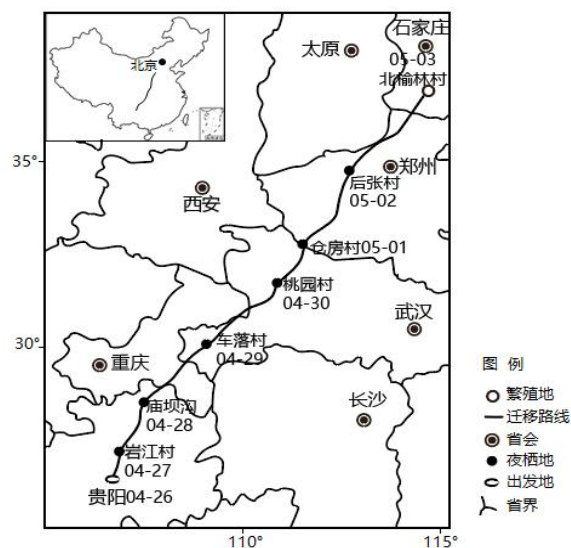 北京
石家庄
太原
05-03
北榆林村
35°
郑州
后张村
05-02
西安
仓房村05-01
桃园村
04-30
武汉
30°
车落村
04-29
重庆
庙坝沟
04-28
长沙
岩江村
04-27
贵阳04-26
110°
115°
图 例
繁殖地
迁移路线
省会
夜栖地
出发地
省界